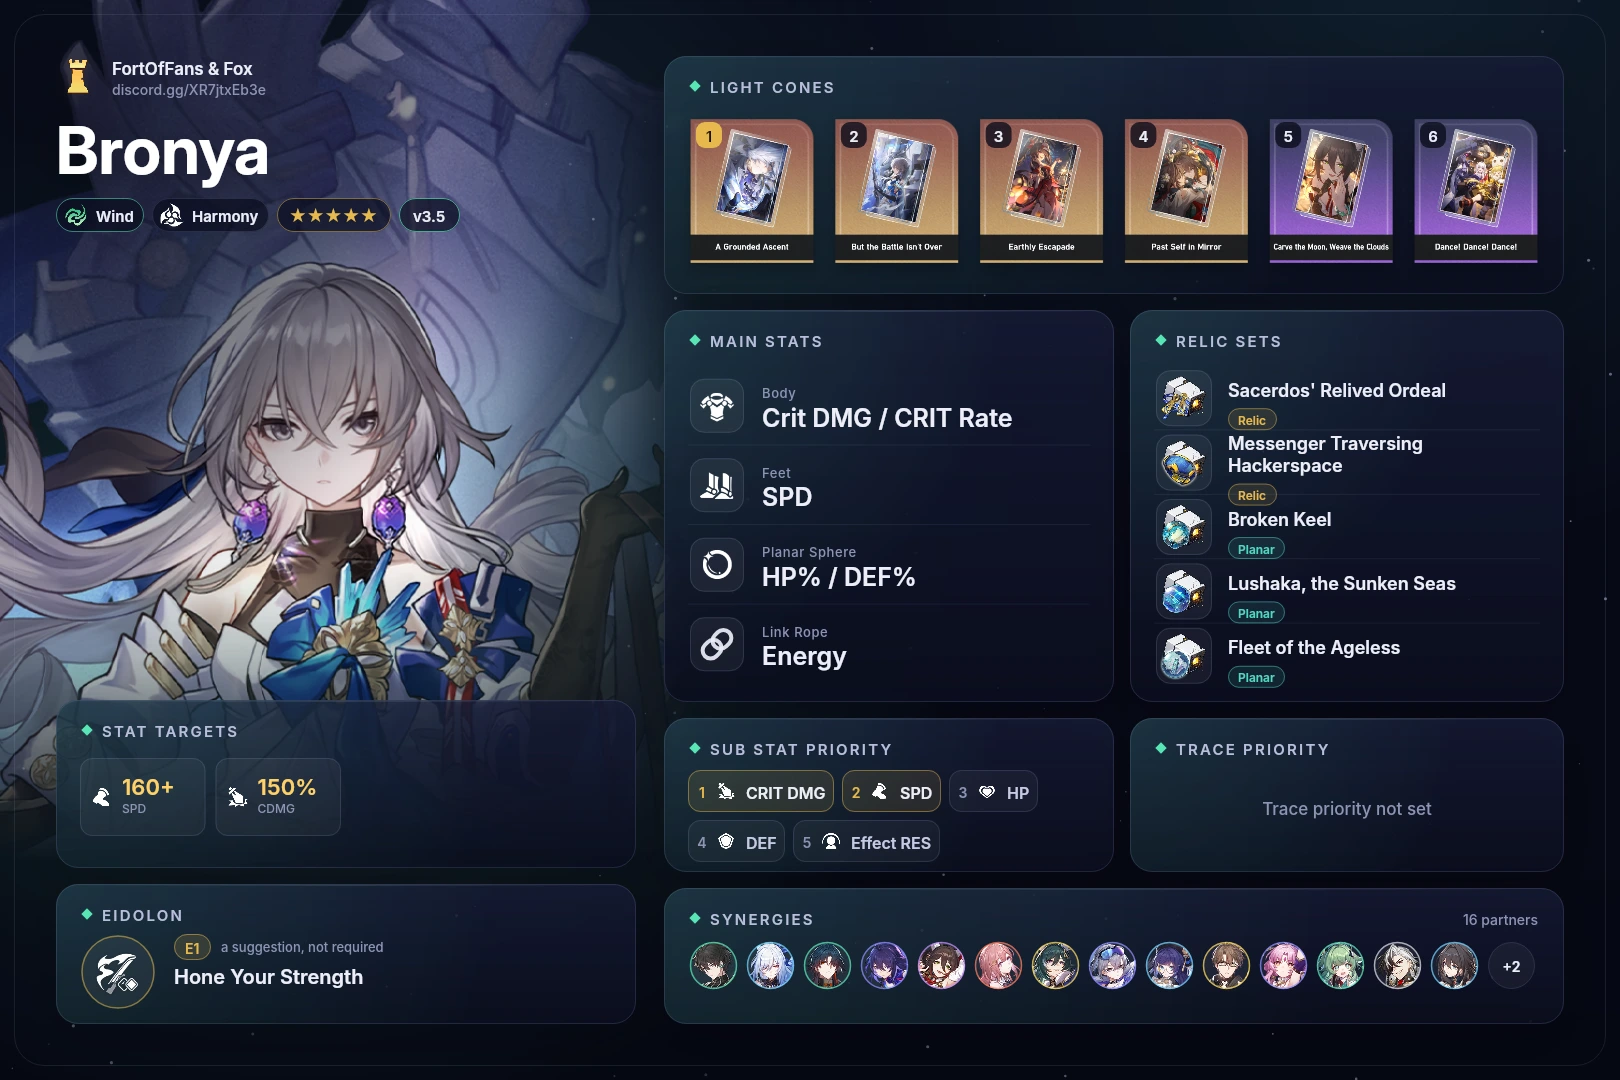 FortOfFans & Fox
discord.gg/XR7jtxEb3e
Bronya
Wind
Harmony
★★★★★
v3.5
LIGHT CONES
1
2
3
4
5
6
A Grounded Ascent
But the Battle Isn't Over
Earthly Escapade
Past Self in Mirror
Carve the Moon, Weave the Clouds
Dance! Dance! Dance!
MAIN STATS
Body
Crit DMG / CRIT Rate
Feet
SPD
Planar Sphere
HP% / DEF%
Link Rope
Energy
RELIC SETS
Sacerdos' Relived Ordeal
Relic
Messenger Traversing
Hackerspace
Relic
Broken Keel
Planar
Lushaka, the Sunken Seas
Planar
Fleet of the Ageless
Planar
STAT TARGETS
160+
SPD
150%
CDMG
SUB STAT PRIORITY
1 CRIT DMG
2 SPD
3 HP
4 DEF
5 Effect RES
TRACE PRIORITY
Trace priority not set
EIDOLON
E1 a suggestion, not required
Hone Your Strength
SYNERGIES
16 partners
+2